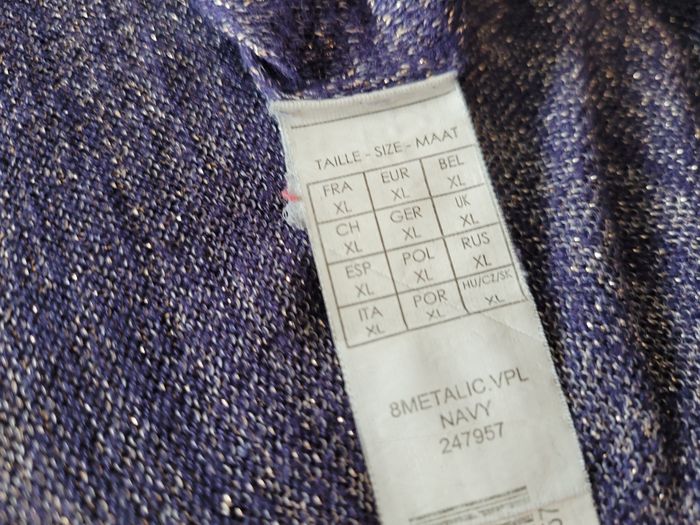 TAILLE - SIZE - MAAT
FRA EUR BEL
XL XL XL
CH GER UK
XL XL XL
ESP POL RUS
XL XL XL
ITA POR HU/CZ/SK
XL XL XL
8METALIC.VPL
NAVY
247957